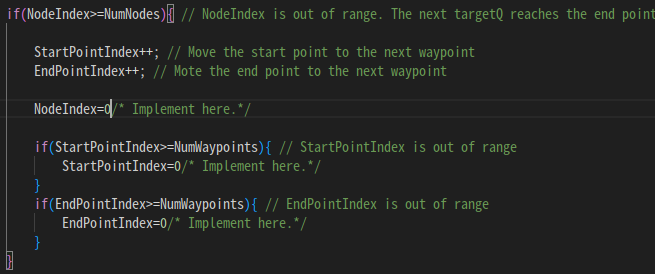 if(NodeIndex>=NumNodes){ // NodeIndex is out of range. The next targetQ reaches the end point
StartPointIndex++; // Move the start point to the next waypoint
EndPointIndex++; // Mote the end point to the next waypoint
NodeIndex=0/* Implement here.*/
if(StartPointIndex>=NumWaypoints){ // StartPointIndex is out of range
StartPointIndex=0/* Implement here.*/
}
if(EndPointIndex>=NumWaypoints){ // EndPointIndex is out of range
EndPointIndex=0/* Implement here.*/
}
}